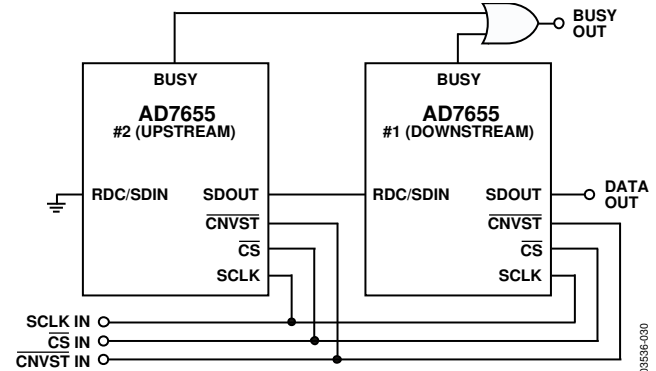 BUSY
OUT
BUSY
BUSY
AD7655
#2 (UPSTREAM)
AD7655
#1 (DOWNSTREAM)
RDC/SDIN
SDOUT
RDC/SDIN
SDOUT
DATA
OUT
CNVST
CNVST
CS
CS
SCLK
SCLK
SCLK IN
CS IN
CNVST IN
03536-030